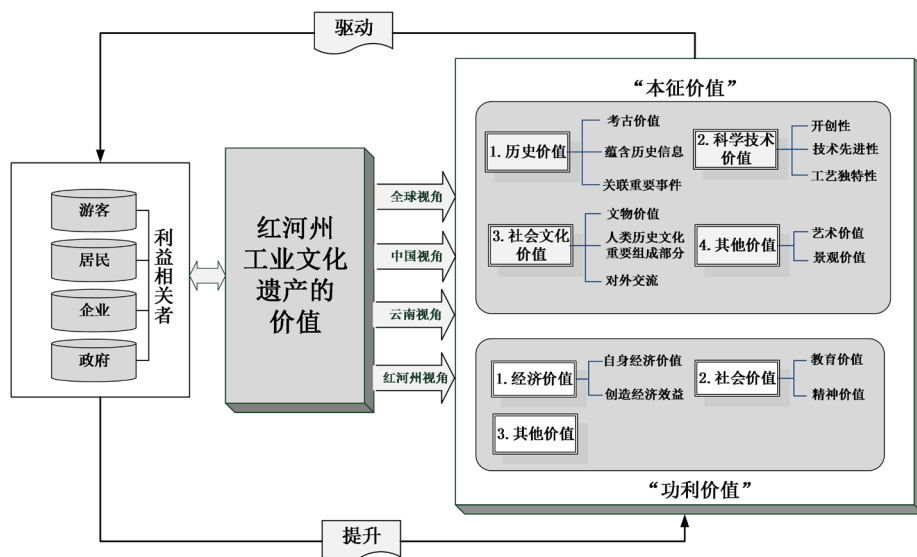 驱动
“本征价值”
1. 历史价值
考古价值
蕴含历史信息
关联重要事件
2. 科学技术
价值
开创性
技术先进性
工艺独特性
3. 社会文化
价值
文物价值
人类历史文化
重要组成部分
对外交流
4. 其他价值
艺术价值
景观价值
游客
居民
企业
政府
利益相关者
红河州
工业文化
遗产的
价值
全球视角
中国视角
云南视角
红河州视角
1. 经济价值
自身经济价值
创造经济效益
2. 社会价值
教育价值
精神价值
3. 其他价值
“功利价值”
提升